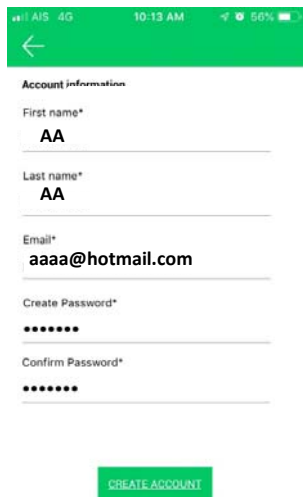 AIS 4G 10:13 AM 56%
Account information
First name*
AA
Last name*
AA
Email*
aaaa@hotmail.com
Create Password*
•••••••
Confirm Password*
•••••••
CREATE ACCOUNT